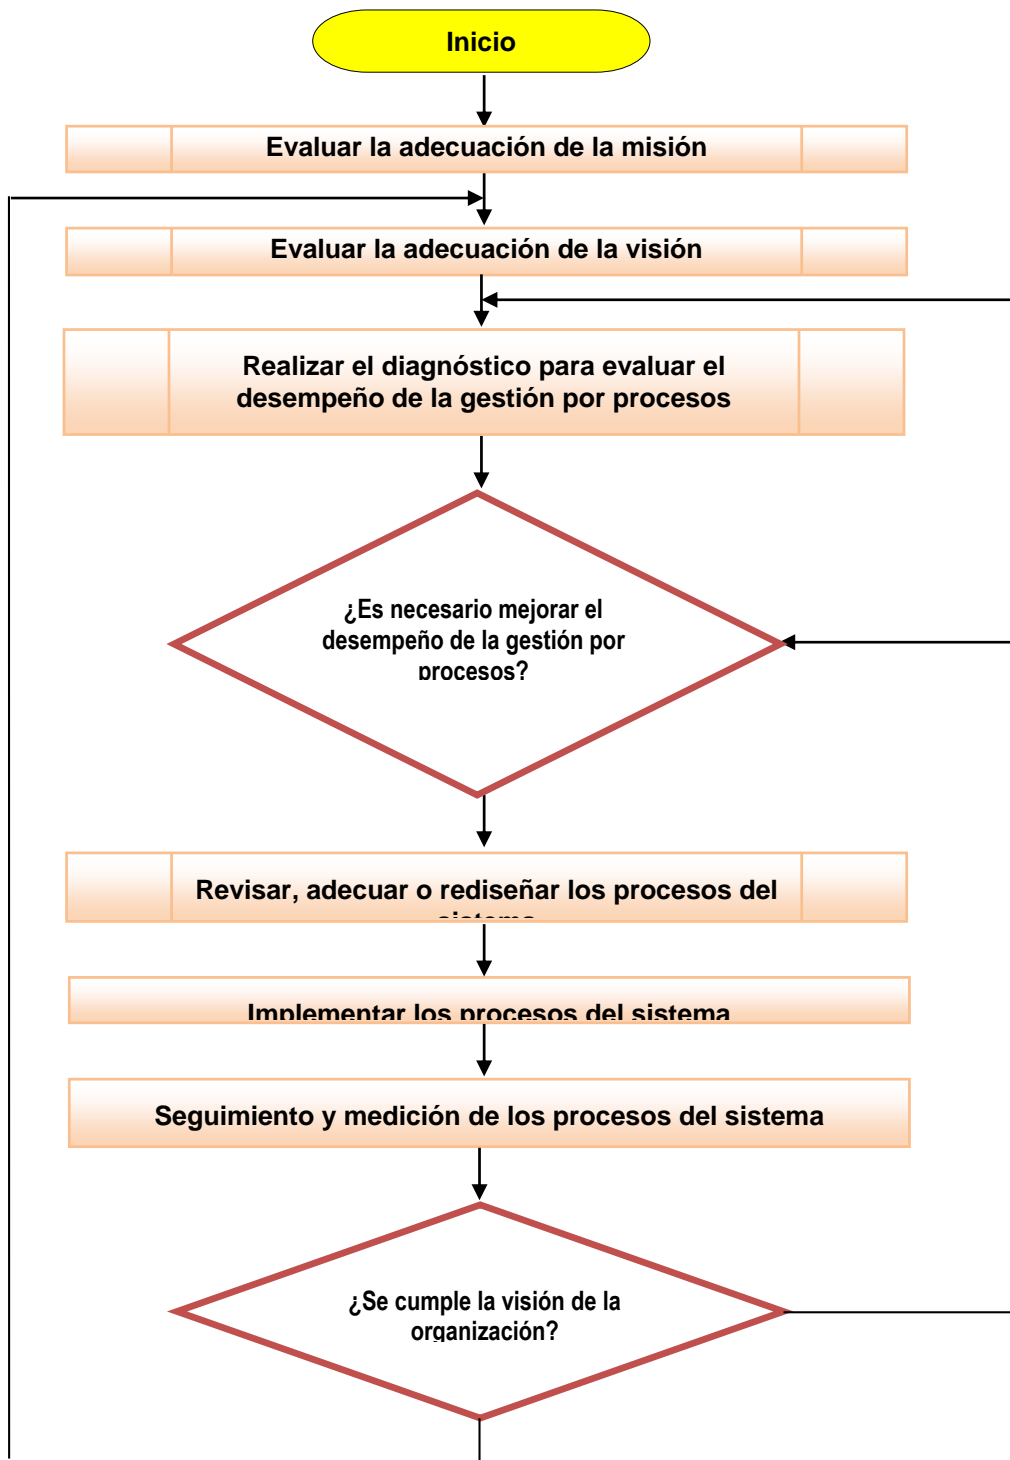 Inicio
Evaluar la adecuación de la misión
Evaluar la adecuación de la visión
Realizar el diagnóstico para evaluar el
desempeño de la gestión por procesos
¿Es necesario mejorar el
desempeño de la gestión por
procesos?
Revisar, adecuar o rediseñar los procesos del
sistema
Implementar los procesos del sistema
Seguimiento y medición de los procesos del sistema
¿Se cumple la visión de la
organización?